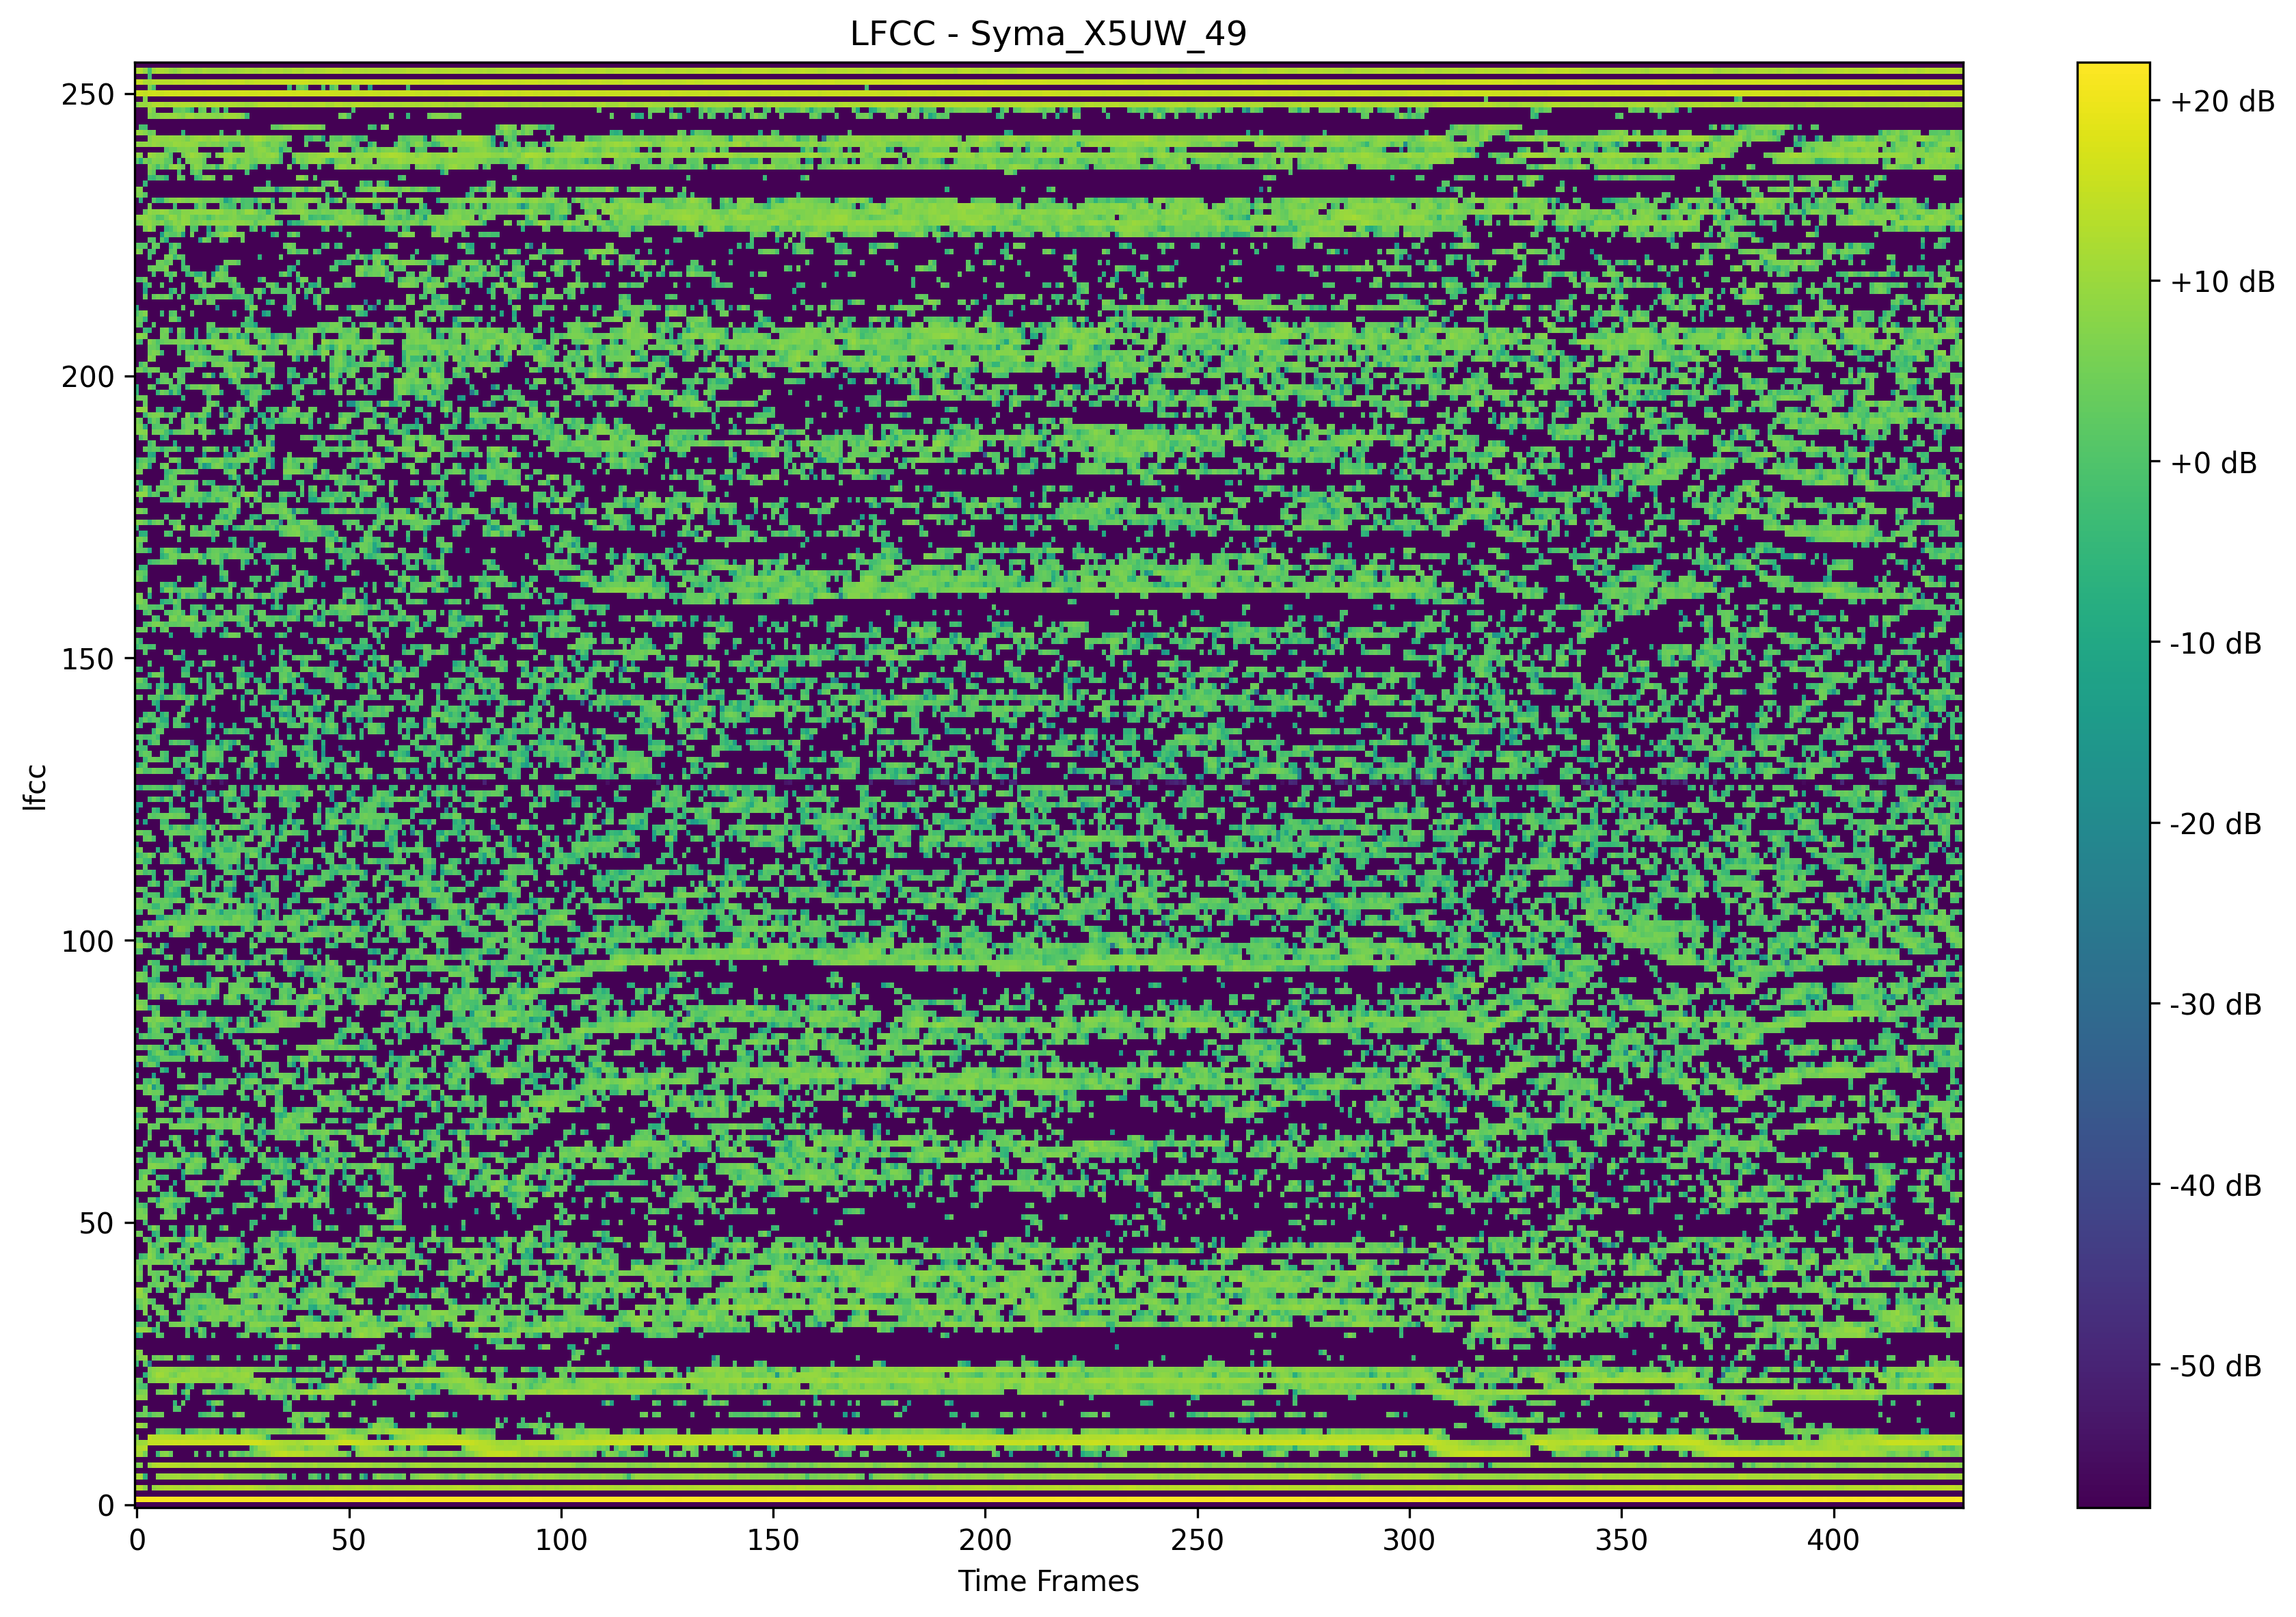 LFCC - Syma_X5UW_49
lfcc
250
200
150
100
50
0
0 50 100 150 200 250 300 350 400
Time Frames
+20 dB
+10 dB
+0 dB
-10 dB
-20 dB
-30 dB
-40 dB
-50 dB